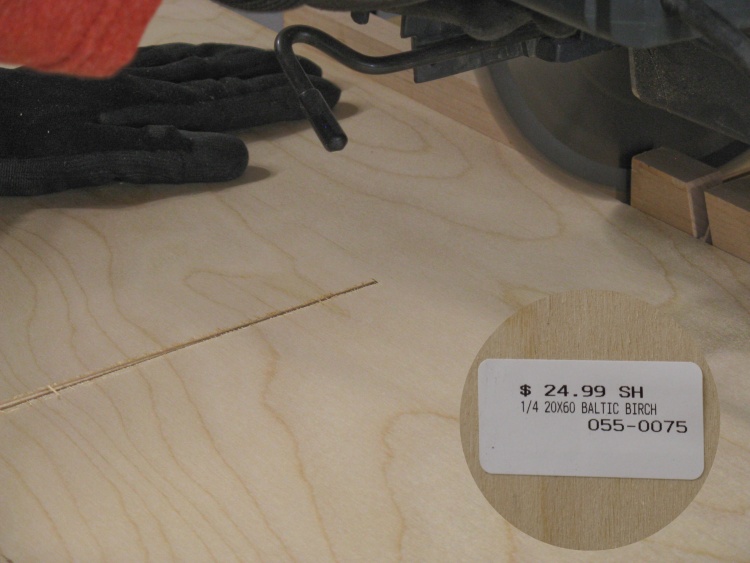 $ 24.99 SH
1/4 20X60 BALTIC BIRCH
055-0075